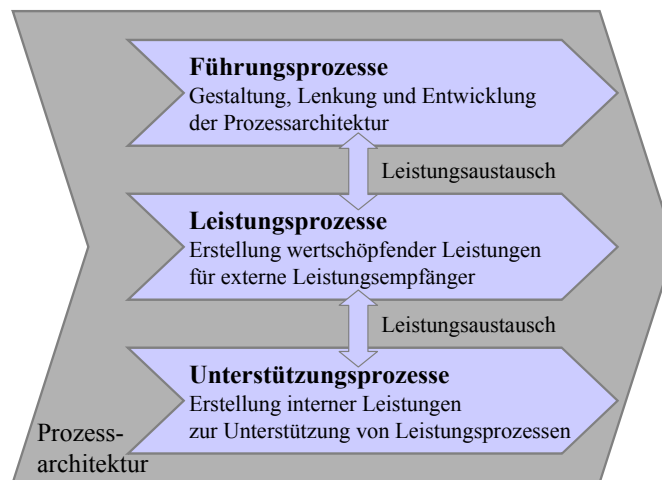 Führungsprozesse
Gestaltung, Lenkung und Entwicklung
der Prozessarchitektur
Leistungsaustausch
Leistungsprozesse
Erstellung wertschöpfender Leistungen
für externe Leistungsempfänger
Leistungsaustausch
Unterstützungsprozesse
Erstellung interner Leistungen
zur Unterstützung von Leistungsprozessen
Prozess-
architektur